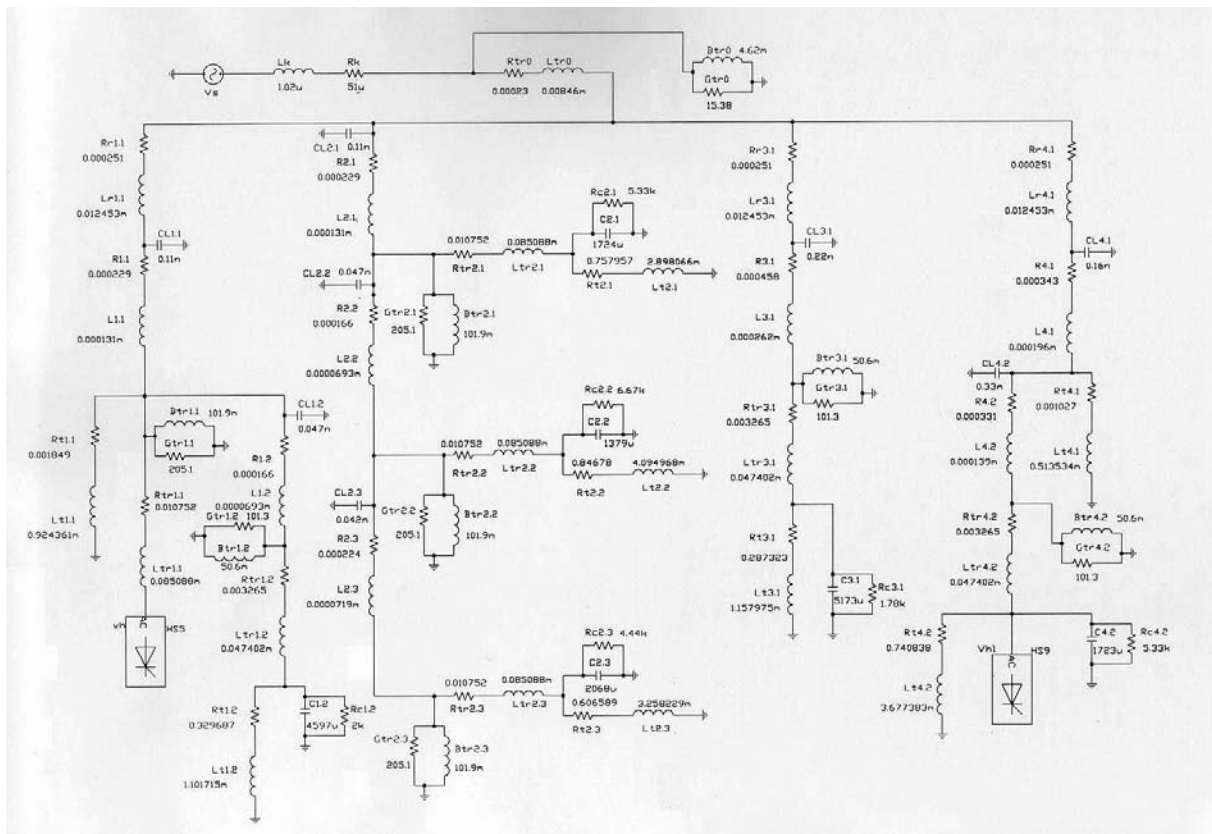 Btr0 4.62m
Lk
Rk
Rtr0
Ltr0
Gtr0
Vs
1.02u
51u
0.00023
0.00846m
15.38
Rr1.1
0.000251
Lr1.1
0.012453m
CL1.1
0.11n
R1.1
0.000229
L1.1
0.000131m
Rt1.1
0.001849
Lt1.1
0.924361m
Btr1.1 101.9m
Gtr1.1
205.1
Rtr1.1
0.010752
Ltr1.1
0.085088m
Vh
AC
HS5
CL1.2
0.047n
R1.2
0.000166
L1.2
0.0000693m
Gtr1.2 101.3
Btr1.2
50.6m
Rtr1.2
0.003265
Ltr1.2
0.047402m
Rt1.2
0.329687
Lt1.2
1.101715m
C1.2
4597u
Rc1.2
2k
CL2.1
0.11n
R2.1
0.000229
L2.1
0.000131m
CL2.2
0.047n
R2.2
0.000166
L2.2
0.0000693m
CL2.3
0.042n
R2.3
0.000224
L2.3
0.0000719m
Gtr2.1
205.1
Btr2.1
101.9m
0.010752
Rtr2.1
0.085088m
Ltr2.1
Rc2.1 5.33k
C2.1
1724u
0.757957
Rt2.1
2.898066m
Lt2.1
Gtr2.2
205.1
Btr2.2
101.9m
0.010752
Rtr2.2
0.085088m
Ltr2.2
Rc2.2 6.67k
C2.2
1379u
0.84678
Rt2.2
4.094968m
Lt2.2
Gtr2.3
205.1
Btr2.3
101.9m
0.010752
Rtr2.3
0.085088m
Ltr2.3
Rc2.3 4.44k
C2.3
2068u
0.606589
Rt2.3
3.258229m
Lt2.3
Rr3.1
0.000251
Lr3.1
0.012453m
CL3.1
0.22n
R3.1
0.000458
L3.1
0.000262m
Btr3.1 50.6m
Gtr3.1
101.3
Rtr3.1
0.003265
Ltr3.1
0.047402m
Rt3.1
0.287323
Lt3.1
1.157975m
C3.1
5173u
Rc3.1
1.78k
Rr4.1
0.000251
Lr4.1
0.012453m
CL4.1
0.16n
R4.1
0.000343
L4.1
0.000196m
CL4.2
0.33n
R4.2
0.000331
L4.2
0.000139m
Rt4.1
0.001027
Lt4.1
0.513534m
Rtr4.2
0.003265
Ltr4.2
0.047402m
Btr4.2 50.6m
Gtr4.2
101.3
Rt4.2
0.740838
Lt4.2
3.677383m
Vh1
AC
HS9
C4.2
1723u
Rc4.2
5.33k